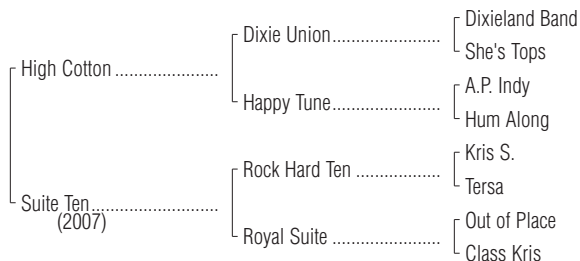 Dixieland Band
Dixie Union....................
She's Tops
High Cotton ....................
A.P. Indy
Happy Tune....................
Hum Along
Kris S.
Rock Hard Ten ................
Tersa
Suite Ten........................
(2007)
Out of Place
Royal Suite ....................
Class Kris